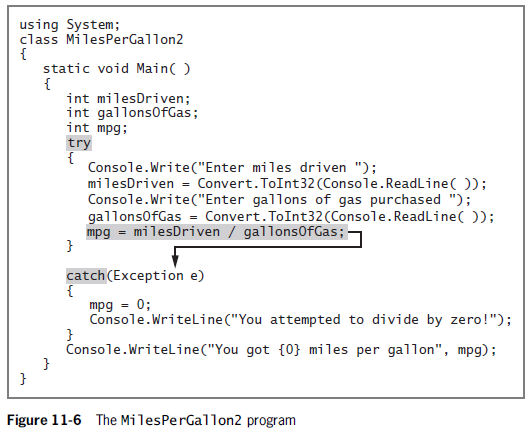 using System;
class MilesPerGallon2
{
static void Main( )
{
int milesDriven;
int gallonsOfGas;
int mpg;
try
{
Console.Write("Enter miles driven ");
milesDriven = Convert.ToInt32(Console.ReadLine( ));
Console.Write("Enter gallons of gas purchased ");
gallonsOfGas = Convert.ToInt32(Console.ReadLine( ));
mpg = milesDriven / gallonsOfGas;
}
catch(Exception e)
{
mpg = 0;
Console.WriteLine("You attempted to divide by zero!");
}
Console.WriteLine("You got {0} miles per gallon", mpg);
}
}
Figure 11-6 The MilesPerGallon2 program